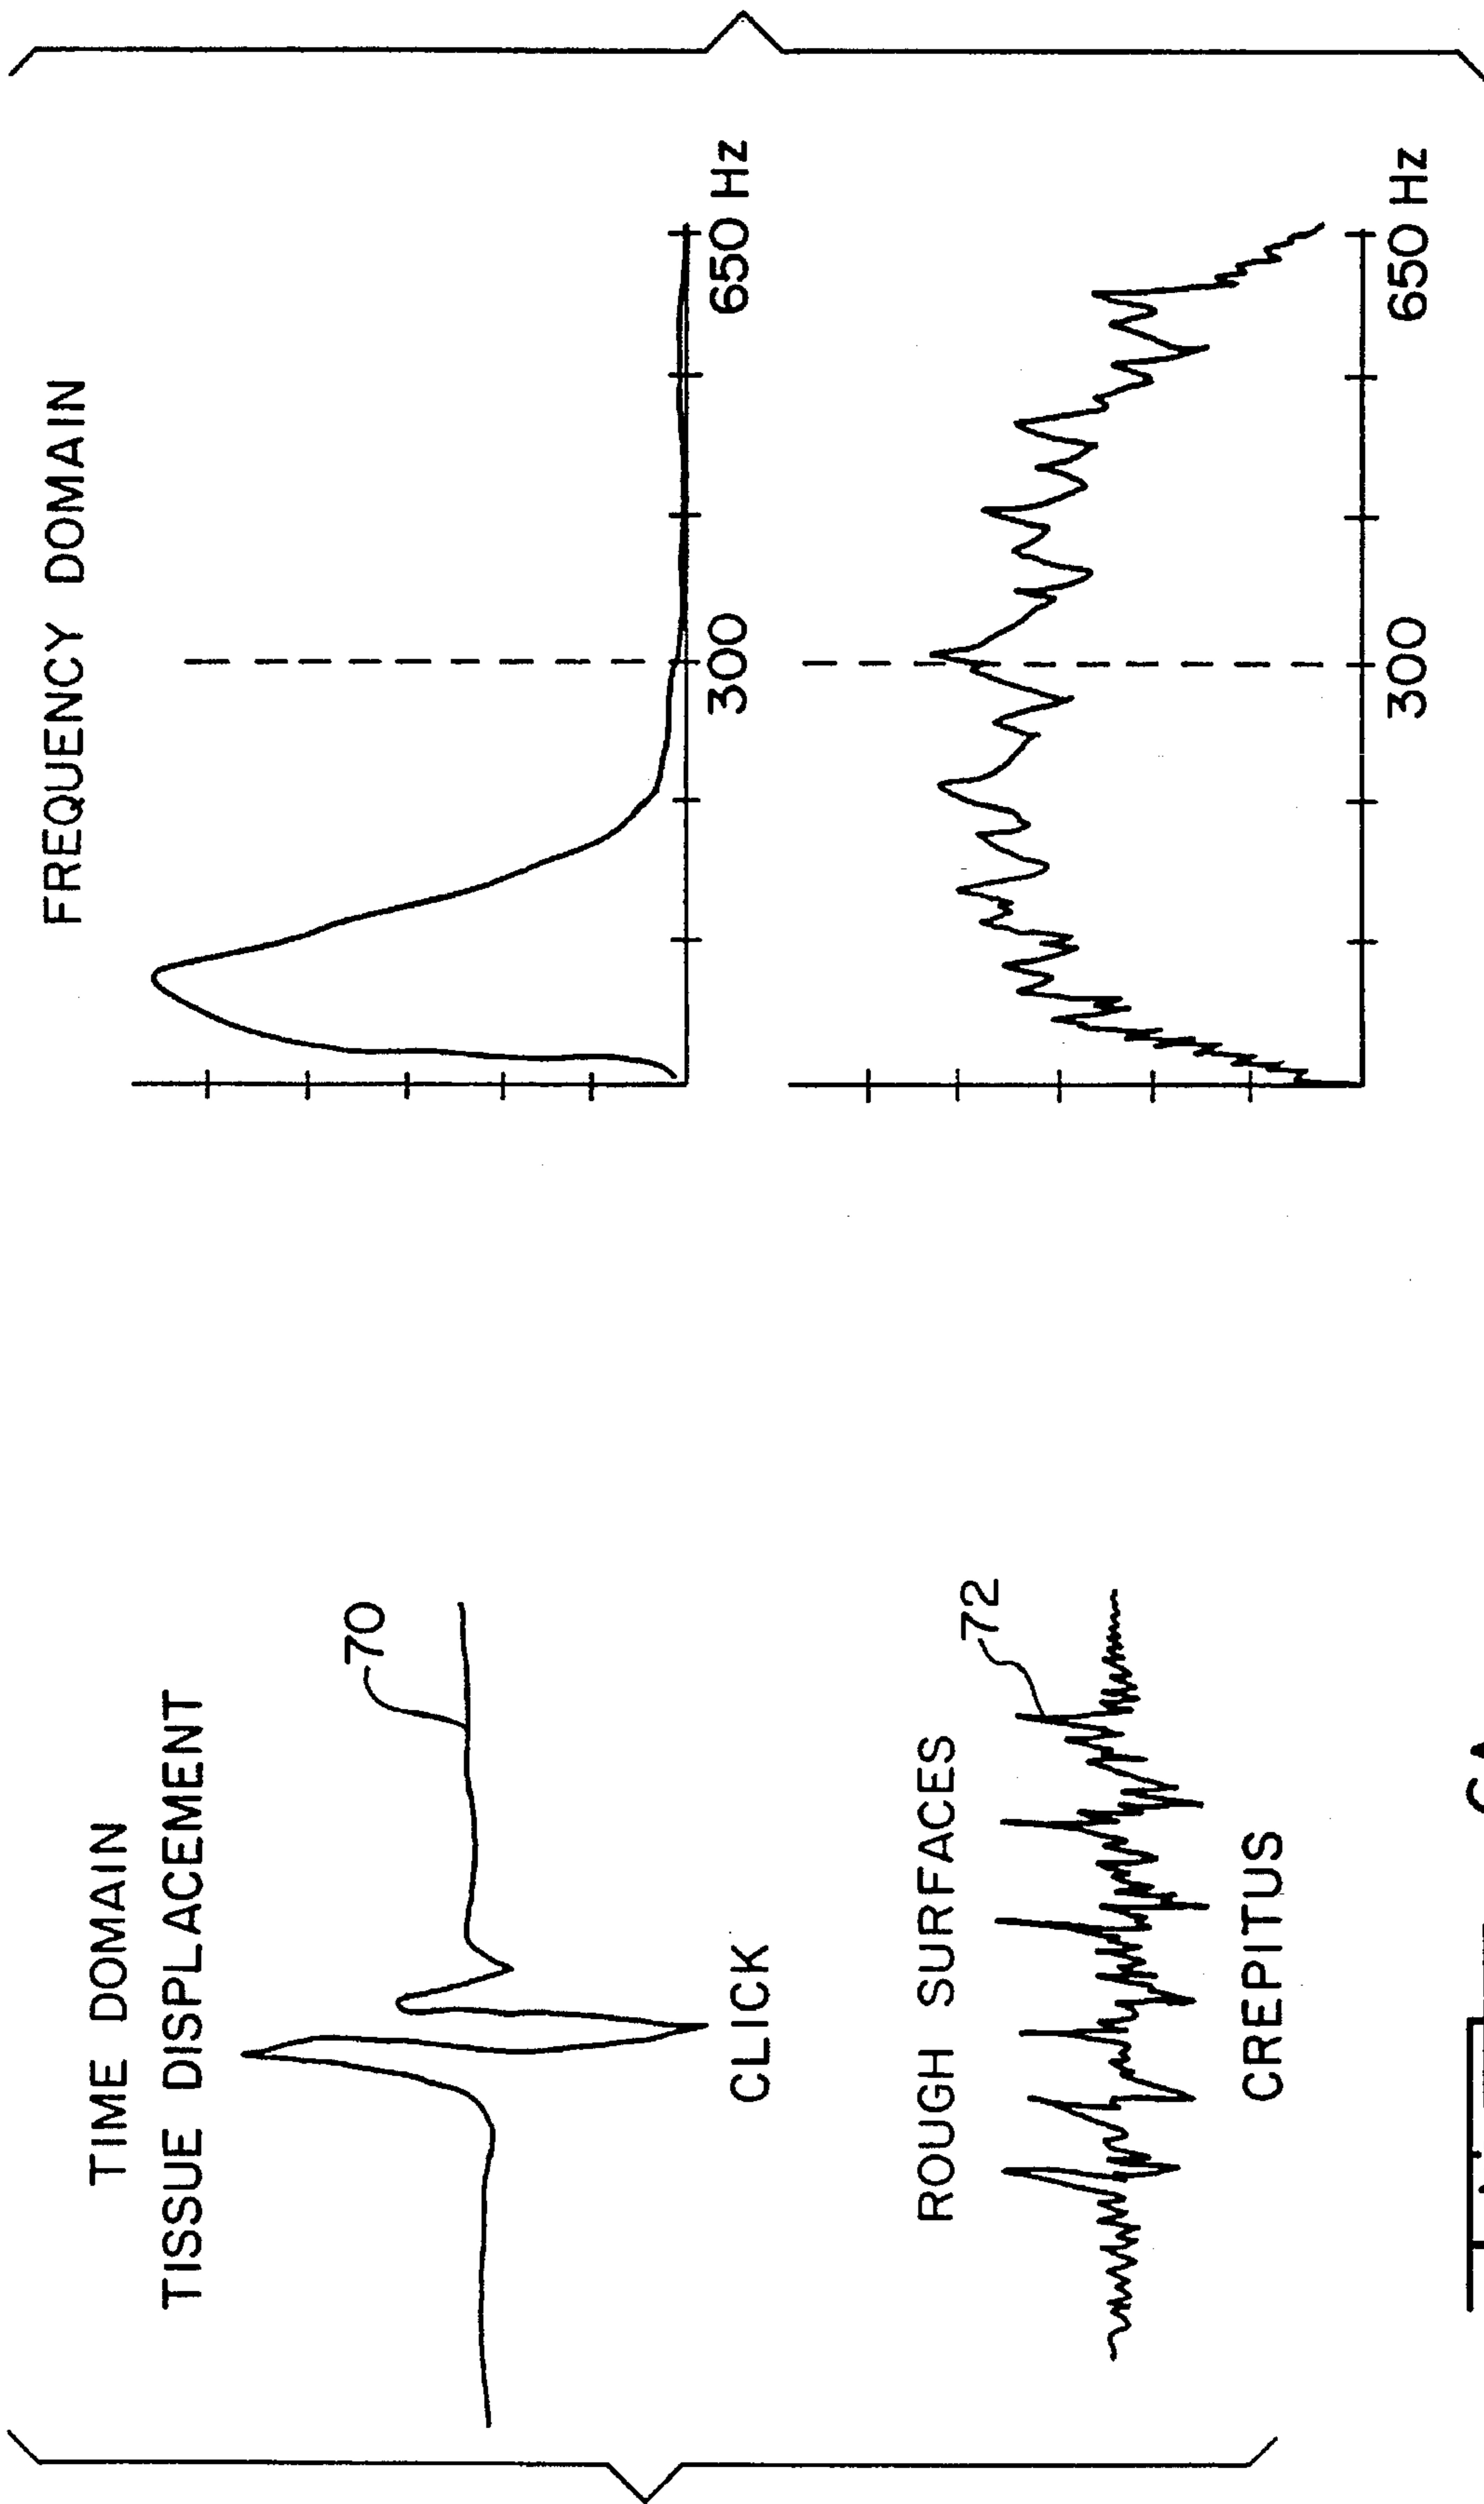 TIME DOMAIN
TISSUE DISPLACEMENT
70
CLICK
ROUGH SURFACES
72
CREPITUS
FREQUENCY DOMAIN
300
650 Hz
300
650 Hz